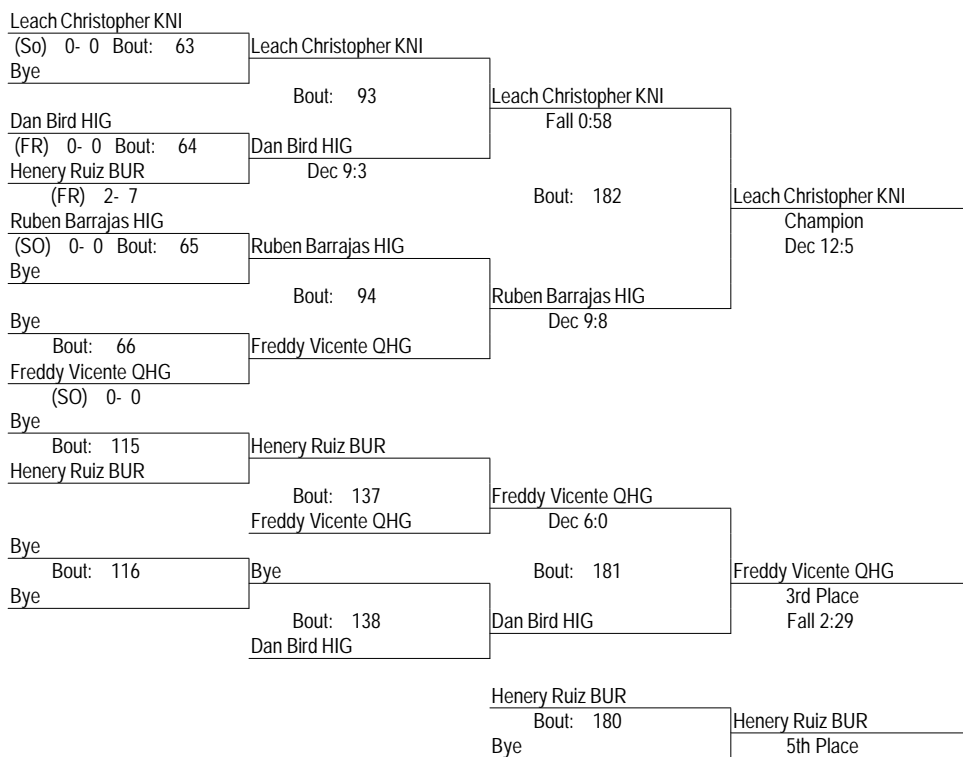 Leach Christopher KNI
(So) 0- 0 Bout: 63
Leach Christopher KNI
Bye
Bout: 93
Leach Christopher KNI
Dan Bird HIG
Fall 0:58
(FR) 0- 0 Bout: 64
Dan Bird HIG
Henery Ruiz BUR
Dec 9:3
(FR) 2- 7
Bout: 182
Leach Christopher KNI
Ruben Barrajas HIG
Champion
(SO) 0- 0 Bout: 65
Ruben Barrajas HIG
Dec 12:5
Bye
Bout: 94
Ruben Barrajas HIG
Bye
Dec 9:8
Bout: 66
Freddy Vicente QHG
Freddy Vicente QHG
(SO) 0- 0
Bye
Bout: 115
Henery Ruiz BUR
Henery Ruiz BUR
Bout: 137
Freddy Vicente QHG
Freddy Vicente QHG
Dec 6:0
Bye
Bout: 116
Bye
Bout: 181
Freddy Vicente QHG
Bye
3rd Place
Bout: 138
Dan Bird HIG
Fall 2:29
Dan Bird HIG
Henery Ruiz BUR
Bout: 180
Henery Ruiz BUR
Bye
5th Place